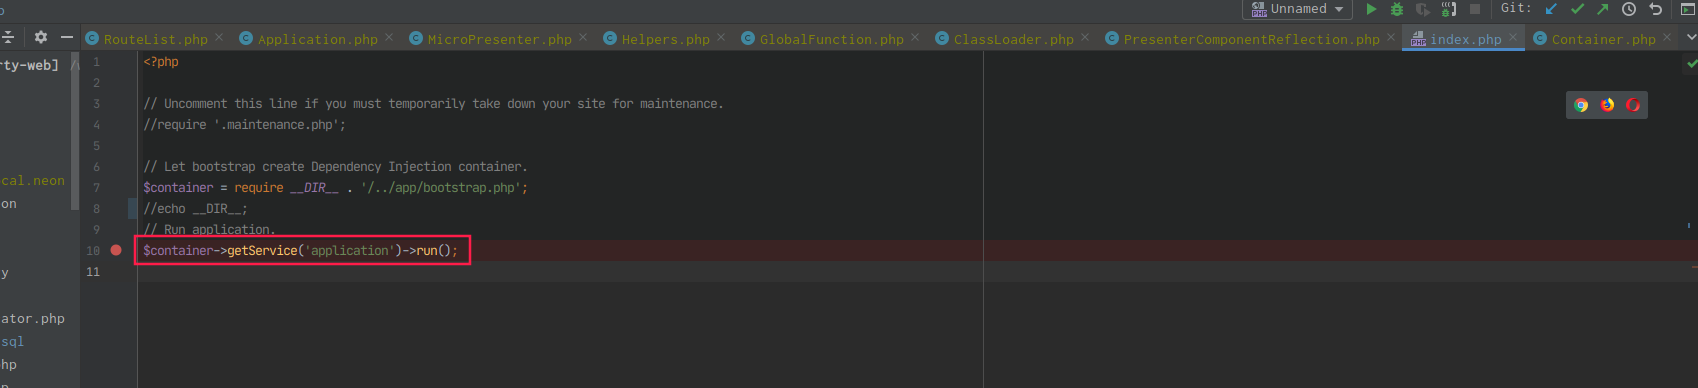 Unnamed
Git:
RouteList.php
Application.php
MicroPresenter.php
Helpers.php
GlobalFunction.php
ClassLoader.php
PresenterComponentReflection.php
index.php
Container.php
rty-web]
cal.neon
on
y
ator.php
sql
hp
1 <?php
2
3 // Uncomment this line if you must temporarily take down your site for maintenance.
4 //require '.maintenance.php';
5
6 // Let bootstrap create Dependency Injection container.
7 $container = require __DIR__ . '/../app/bootstrap.php';
8 //echo __DIR__;
9 // Run application.
10 $container->getService('application')->run();
11